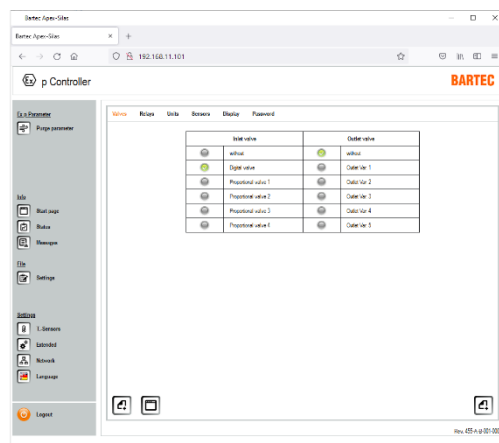 Bartec Apex-Silas
Bartec Apex-Silas
192.168.11.101
Ex p Controller
BARTEC
Ex p Parameter
Purge parameter
Info
Start page
Status
Messages
File
Settings
Settings
1.-Sensors
Extended
Network
Language
Logout
Valves Relays Units Sensors Display Password
Inlet valve Outlet valve
without without
Digital valve Outlet Var. 1
Proportional valve 1 Outlet Var. 2
Proportional valve 2 Outlet Var. 3
Proportional valve 3 Outlet Var. 4
Proportional valve 4 Outlet Var. 5